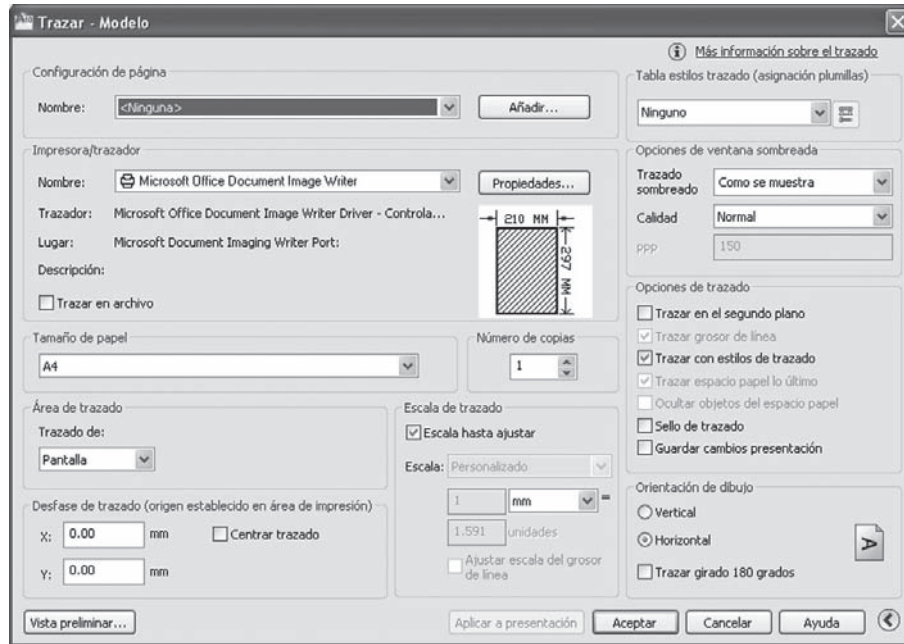 Trazar - Modelo
Más información sobre el trazado
Configuración de página
Nombre: <Ninguna> Añadir...
Impresora/trazador
Nombre: Microsoft Office Document Image Writer Propiedades...
Trazador: Microsoft Office Document Image Writer Driver - Controla...
Lugar: Microsoft Document Imaging Writer Port:
Descripción:
Trazar en archivo
210 MM
297 MM
Tamaño de papel
A4
Número de copias
1
Área de trazado
Trazado de:
Pantalla
Desfase de trazado (origen establecido en área de impresión)
X: 0.00 mm Centrar trazado
Y: 0.00 mm
Escala de trazado
Escala hasta ajustar
Escala: Personalizado
1 mm =
1.591 unidades
Ajustar escala del grosor
de línea
Tabla estilos trazado (asignación plumillas)
Ninguno
Opciones de ventana sombreada
Trazado
sombreado Como se muestra
Calidad Normal
PPP 150
Opciones de trazado
Trazar en el segundo plano
Trazar grosor de línea
Trazar con estilos de trazado
Trazar espacio papel lo último
Ocultar objetos del espacio papel
Sello de trazado
Guardar cambios presentación
Orientación de dibujo
Vertical
Horizontal
A
Trazar girado 180 grados
Vista preliminar... Aplicar a presentación Aceptar Cancelar Ayuda